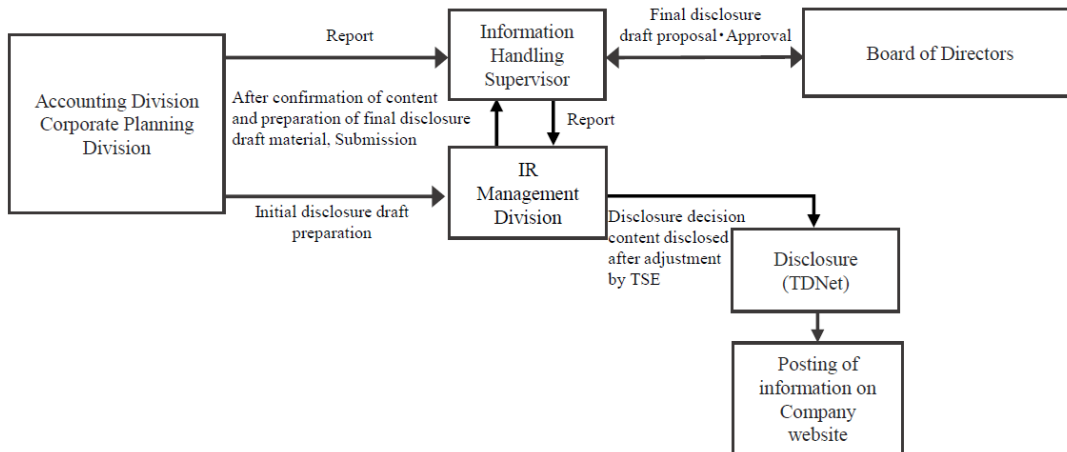 Accounting Division
Corporate Planning
Division
Report
After confirmation of content
and preparation of final disclosure
draft material, Submission
Initial disclosure draft
preparation
Information
Handling
Supervisor
Report
IR
Management
Division
Final disclosure
draft proposal・Approval
Board of Directors
Disclosure decision
content disclosed
after adjustment
by TSE
Disclosure
(TDNet)
Posting of
information on
Company
website